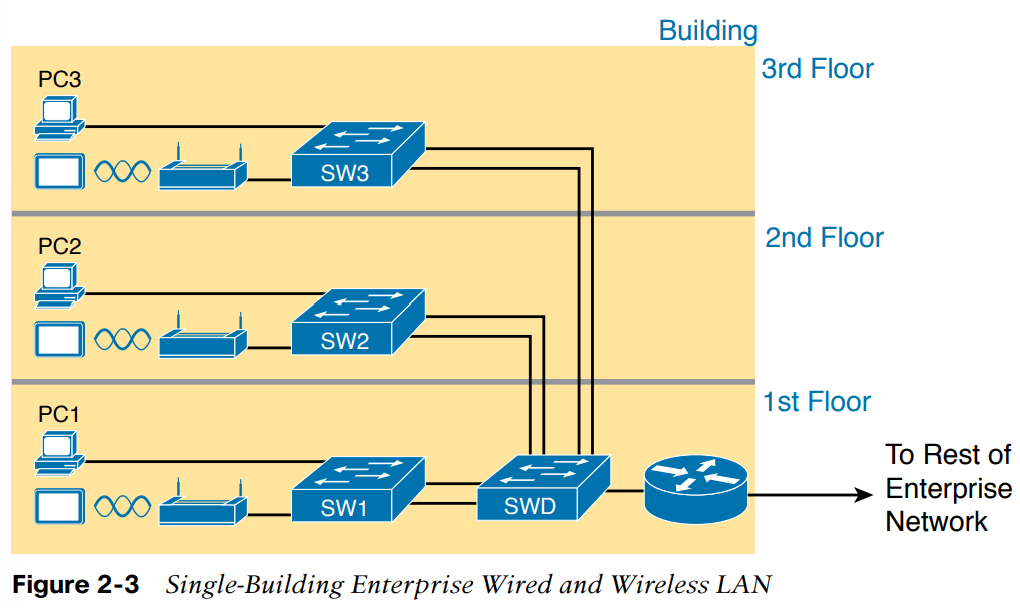 Building
3rd Floor
PC3
SW3
2nd Floor
PC2
SW2
1st Floor
PC1
SW1
SWD
To Rest of
Enterprise
Network
Figure 2-3 Single-Building Enterprise Wired and Wireless LAN